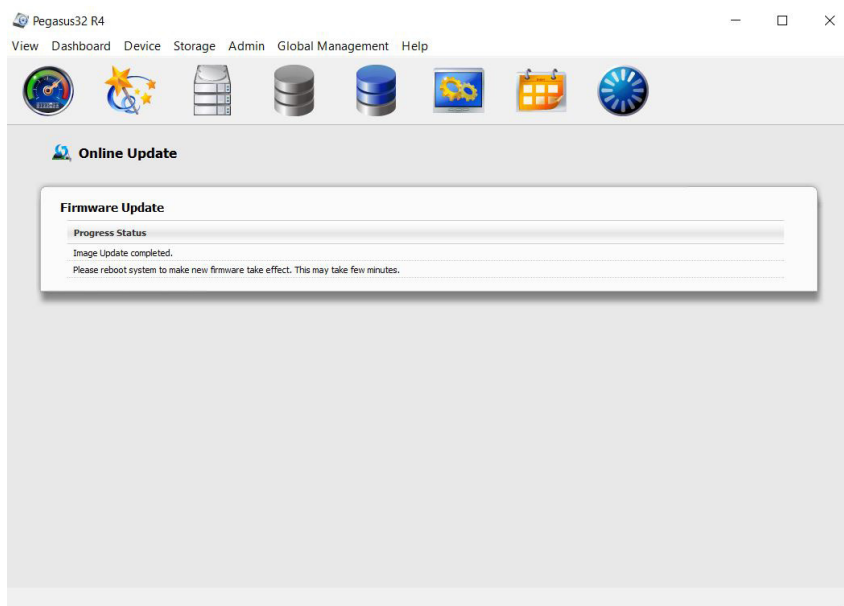 Pegasus32 R4
View Dashboard Device Storage Admin Global Management Help
Online Update
Firmware Update
Progress Status
Image Update completed.
Please reboot system to make new firmware take effect. This may take few minutes.